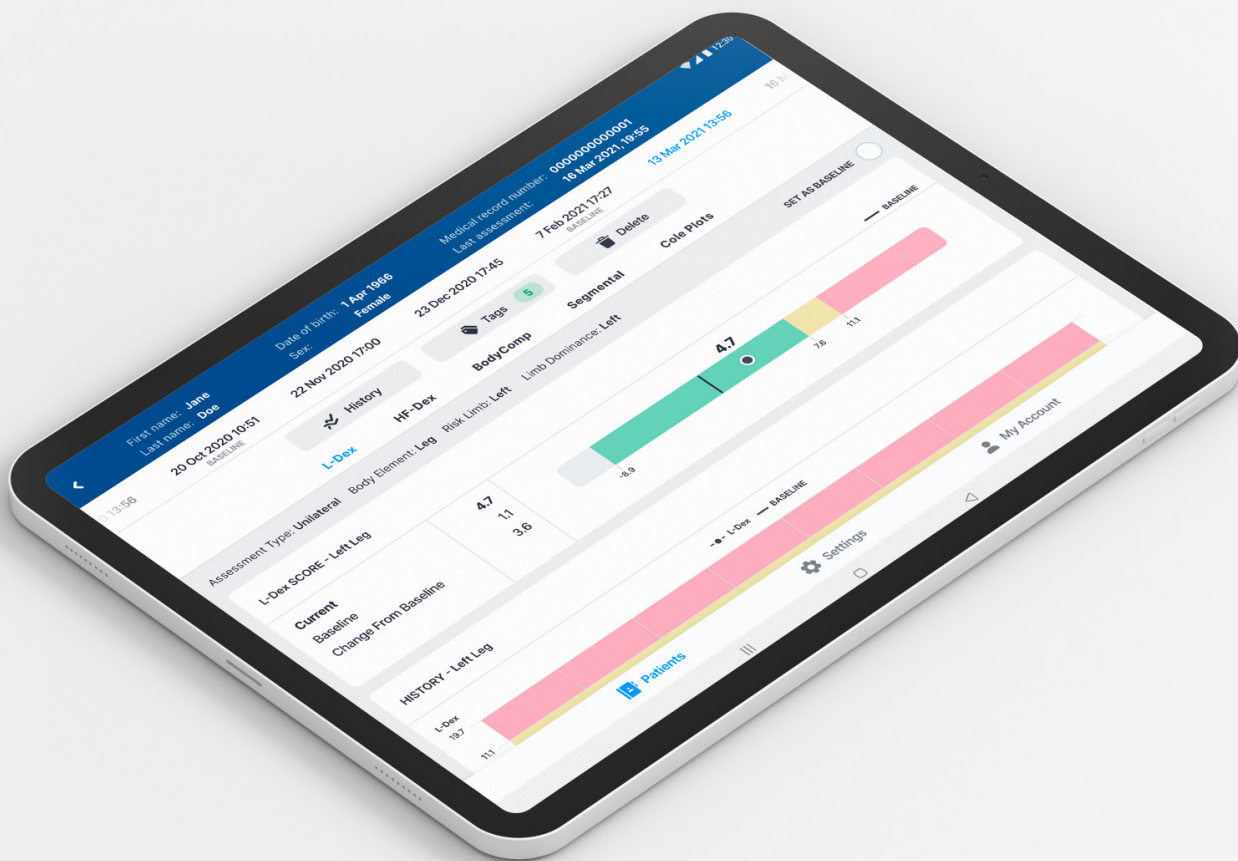 12:30
First name: Jane
Last name: Doe
Date of birth: 1 Apr 1966
Sex: Female
Medical record number: 0000000000001
Last assessment: 16 Mar 2021, 19:55
13:56
20 Oct 2020 10:51
BASELINE
22 Nov 2020 17:00
23 Dec 2020 17:45
7 Feb 2021 17:27
BASELINE
13 Mar 2021 13:56
16 M
History
Tags 5
Delete
L-Dex
HF-Dex
BodyComp
Segmental
Cole Plots
Assessment Type: Unilateral Body Element: Leg Risk Limb: Left Limb Dominance: Left
SET AS BASELINE
L-Dex SCORE - Left Leg
BASELINE
Current 4.7
Baseline 1.1
Change From Baseline 3.6
4.7
-8.9
7.6
11.1
HISTORY - Left Leg
L-Dex BASELINE
L-Dex
19.7
11.1
Patients
Settings
My Account